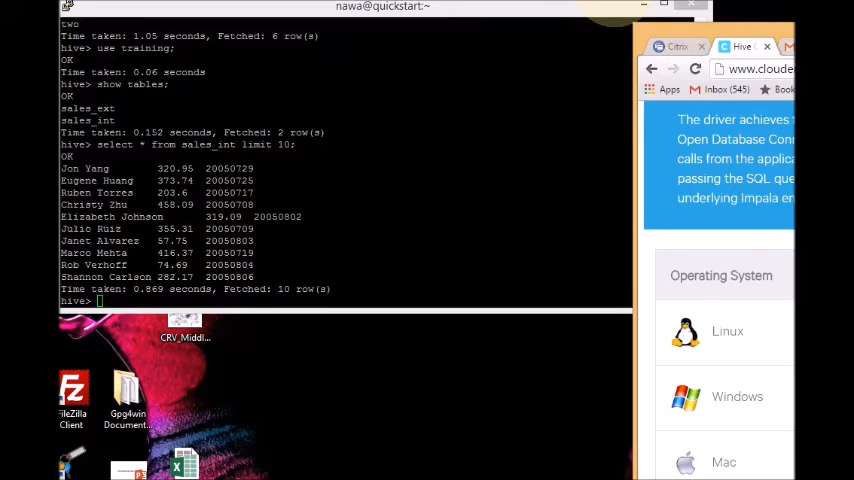 nawa@quickstart:~
two
Time taken: 1.05 seconds, Fetched: 6 row(s)
hive> use training;
OK
Time taken: 0.06 seconds
hive> show tables;
OK
sales_ext
sales_int
Time taken: 0.152 seconds, Fetched: 2 row(s)
hive> select * from sales_int limit 10;
OK
Jon Yang 320.95 20050729
Eugene Huang 373.74 20050725
Ruben Torres 203.6 20050717
Christy Zhu 458.09 20050708
Elizabeth Johnson 319.09 20050802
Julio Ruiz 355.31 20050709
Janet Alvarez 57.75 20050803
Marco Mehta 416.37 20050719
Rob Verhoff 74.69 20050804
Shannon Carlson 282.17 20050806
Time taken: 0.869 seconds, Fetched: 10 row(s)
hive>
CRV_Middl...
FileZilla
Client
Gpg4win
Document...
Citrix
Hive
www.cloude
Apps
Inbox (545)
Book
The driver achieves
Open Database Conn
calls from the applica
passing the SQL que
underlying Impala en
Operating System
Linux
Windows
Mac